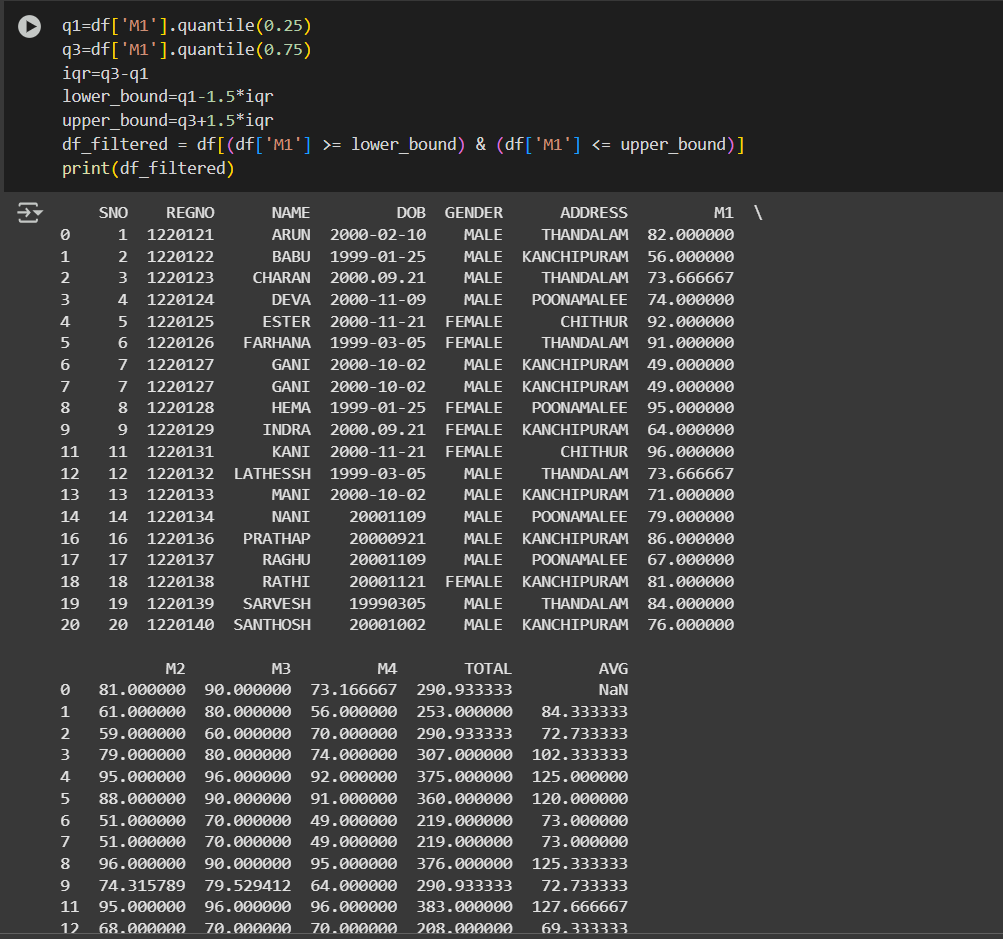 q1=df['M1'].quantile(0.25)
q3=df['M1'].quantile(0.75)
iqr=q3-q1
lower_bound=q1-1.5*iqr
upper_bound=q3+1.5*iqr
df_filtered = df[(df['M1'] >= lower_bound) & (df['M1'] <= upper_bound)]
print(df_filtered)
SNO REGNO NAME DOB GENDER ADDRESS M1 \
0 1 1220121 ARUN 2000-02-10 MALE THANDALAM 82.000000
1 2 1220122 BABU 1999-01-25 MALE KANCHIPURAM 56.000000
2 3 1220123 CHARAN 2000.09.21 MALE THANDALAM 73.666667
3 4 1220124 DEVA 2000-11-09 MALE POONAMALEE 74.000000
4 5 1220125 ESTER 2000-11-21 FEMALE CHITHUR 92.000000
5 6 1220126 FARHANA 1999-03-05 FEMALE THANDALAM 91.000000
6 7 1220127 GANI 2000-10-02 MALE KANCHIPURAM 49.000000
7 7 1220127 GANI 2000-10-02 MALE KANCHIPURAM 49.000000
8 8 1220128 HEMA 1999-01-25 FEMALE POONAMALEE 95.000000
9 9 1220129 INDRA 2000.09.21 FEMALE KANCHIPURAM 64.000000
11 11 1220131 KANI 2000-11-21 FEMALE CHITHUR 96.000000
12 12 1220132 LATHESSH 1999-03-05 MALE THANDALAM 73.666667
13 13 1220133 MANI 2000-10-02 MALE KANCHIPURAM 71.000000
14 14 1220134 NANI 20001109 MALE POONAMALEE 79.000000
16 16 1220136 PRATHAP 20000921 MALE KANCHIPURAM 86.000000
17 17 1220137 RAGHU 20001109 MALE POONAMALEE 67.000000
18 18 1220138 RATHI 20001121 FEMALE KANCHIPURAM 81.000000
19 19 1220139 SARVESH 19990305 MALE THANDALAM 84.000000
20 20 1220140 SANTHOSH 20001002 MALE KANCHIPURAM 76.000000
M2 M3 M4 TOTAL AVG
0 81.000000 90.000000 73.166667 290.933333 NaN
1 61.000000 80.000000 56.000000 253.000000 84.333333
2 59.000000 60.000000 70.000000 290.933333 72.733333
3 79.000000 80.000000 74.000000 307.000000 102.333333
4 95.000000 96.000000 92.000000 375.000000 125.000000
5 88.000000 90.000000 91.000000 360.000000 120.000000
6 51.000000 70.000000 49.000000 219.000000 73.000000
7 51.000000 70.000000 49.000000 219.000000 73.000000
8 96.000000 90.000000 95.000000 376.000000 125.333333
9 74.315789 79.529412 64.000000 290.933333 72.733333
11 95.000000 96.000000 96.000000 383.000000 127.666667
12 68.000000 70.000000 70.000000 208.000000 69.333333